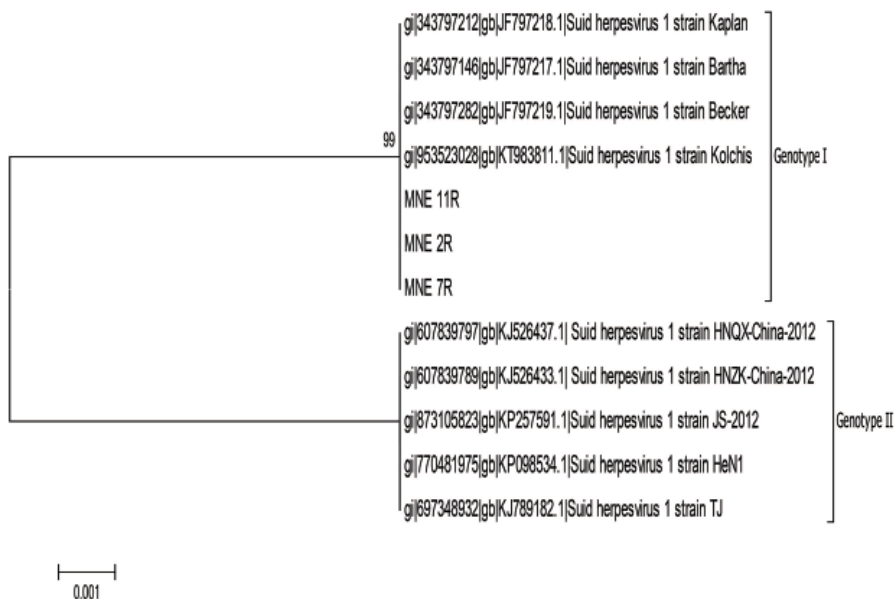 gi|343797212|gb|JF797218.1|Suid herpesvirus 1 strain Kaplan
gi|343797146|gb|JF797217.1|Suid herpesvirus 1 strain Bartha
gi|343797282|gb|JF797219.1|Suid herpesvirus 1 strain Becker
99
gi|953523028|gb|KT983811.1|Suid herpesvirus 1 strain Kolchis
Genotype I
MNE 11R
MNE 2R
MNE 7R
gi|607839797|gb|KJ526437.1| Suid herpesvirus 1 strain HNQX-China-2012
gi|607839789|gb|KJ526433.1| Suid herpesvirus 1 strain HNZK-China-2012
gi|873105823|gb|KP257591.1|Suid herpesvirus 1 strain JS-2012
Genotype II
gi|770481975|gb|KP098534.1|Suid herpesvirus 1 strain HeN1
gi|697348932|gb|KJ789182.1|Suid herpesvirus 1 strain TJ
0.001